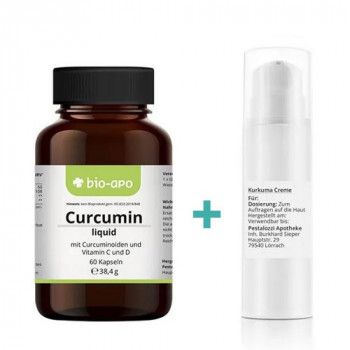 bio-apo
Curcumin
liquid
mit Curcuminoiden und
Vitamin C und D
60 Kapseln
℮38,4 g
+
Kurkuma Creme
Für:
Dosierung: Zum
Auftragen auf die Haut
Hergestellt am:
Verwendbar bis:
Pestalozzi Apotheke
Inh. Burkhard Sieper
Hauptstr. 29
79540 Lörrach